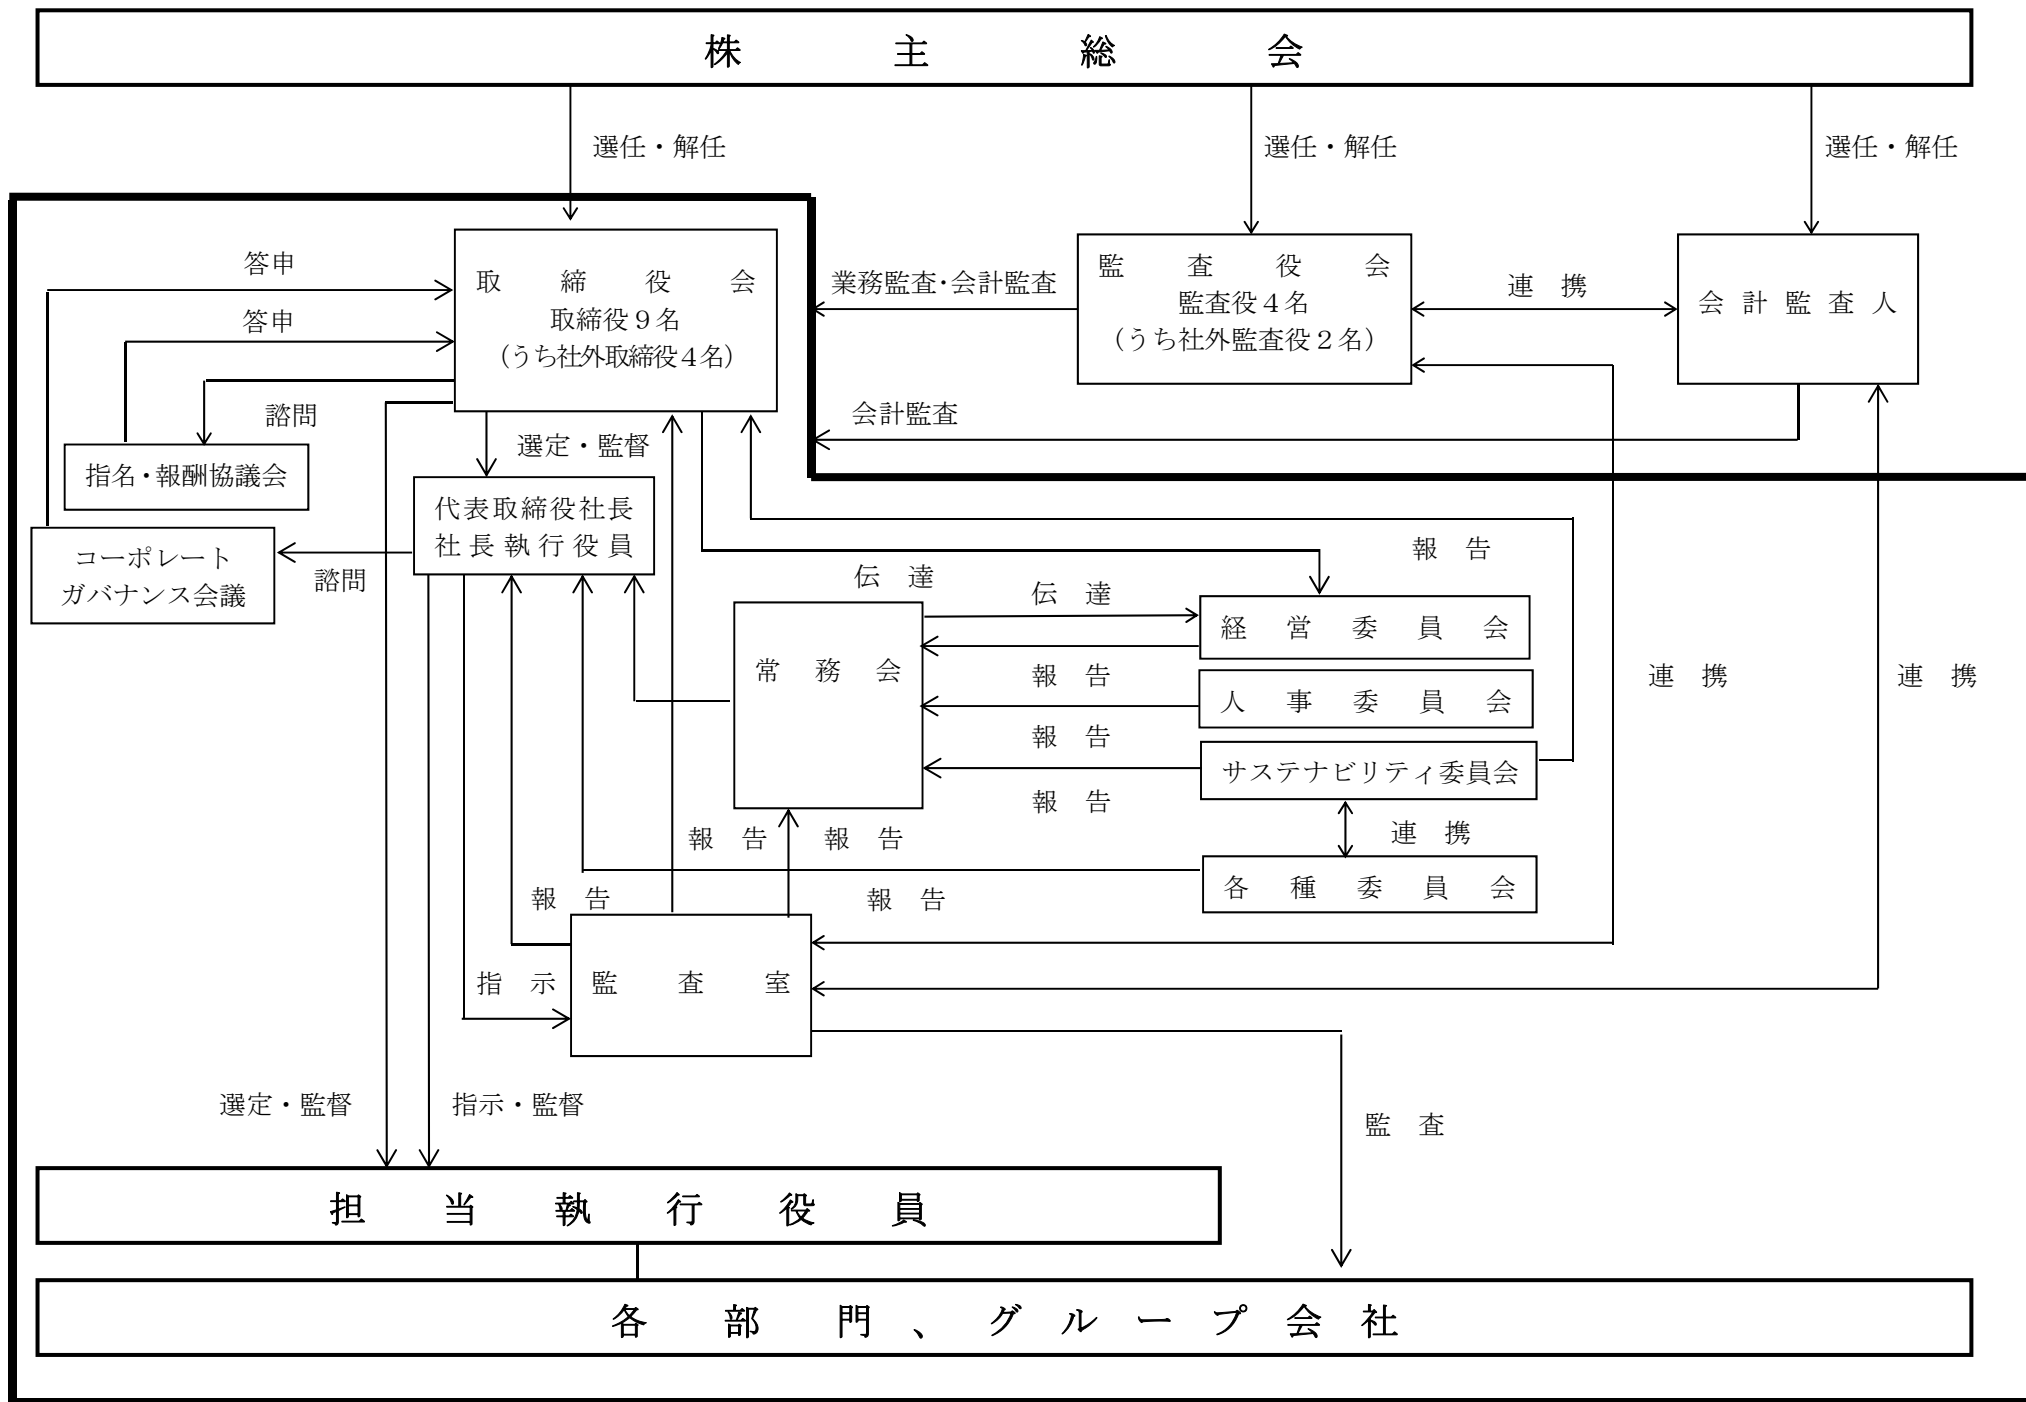 株主総会
選任・解任
選任・解任
選任・解任
答申
答申
取締役会
取締役９名
（うち社外取締役４名）
業務監査・会計監査
監査役会
監査役４名
（うち社外監査役２名）
連携
会計監査人
諮問
選定・監督
会計監査
指名・報酬協議会
代表取締役社長
社長執行役員
コーポレート
ガバナンス会議
諮問
伝達
伝達
報告
経営委員会
常務会
報告
人事委員会
連携
連携
報告
サステナビリティ委員会
報告
報告
報告
連携
各種委員会
報告
報告
指示
監査室
選定・監督
指示・監督
監査
担当執行役員
各部門、グループ会社